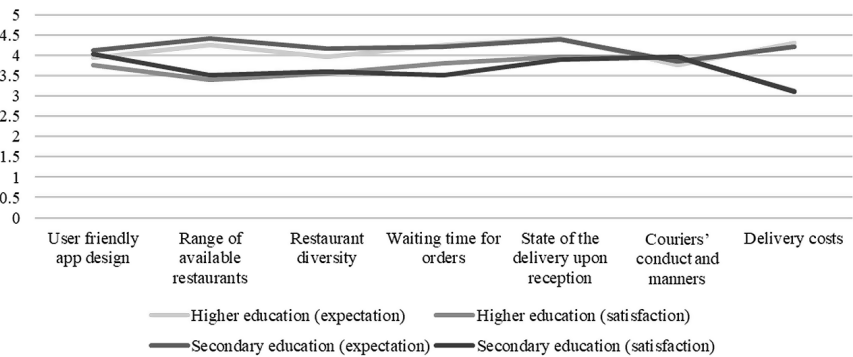 5
4.5
4
3.5
3
2.5
2
1.5
1
0.5
0
User friendly app design
Range of available restaurants
Restaurant diversity
Waiting time for orders
State of the delivery upon reception
Couriers’ conduct and manners
Delivery costs
Higher education (expectation)
Higher education (satisfaction)
Secondary education (expectation)
Secondary education (satisfaction)